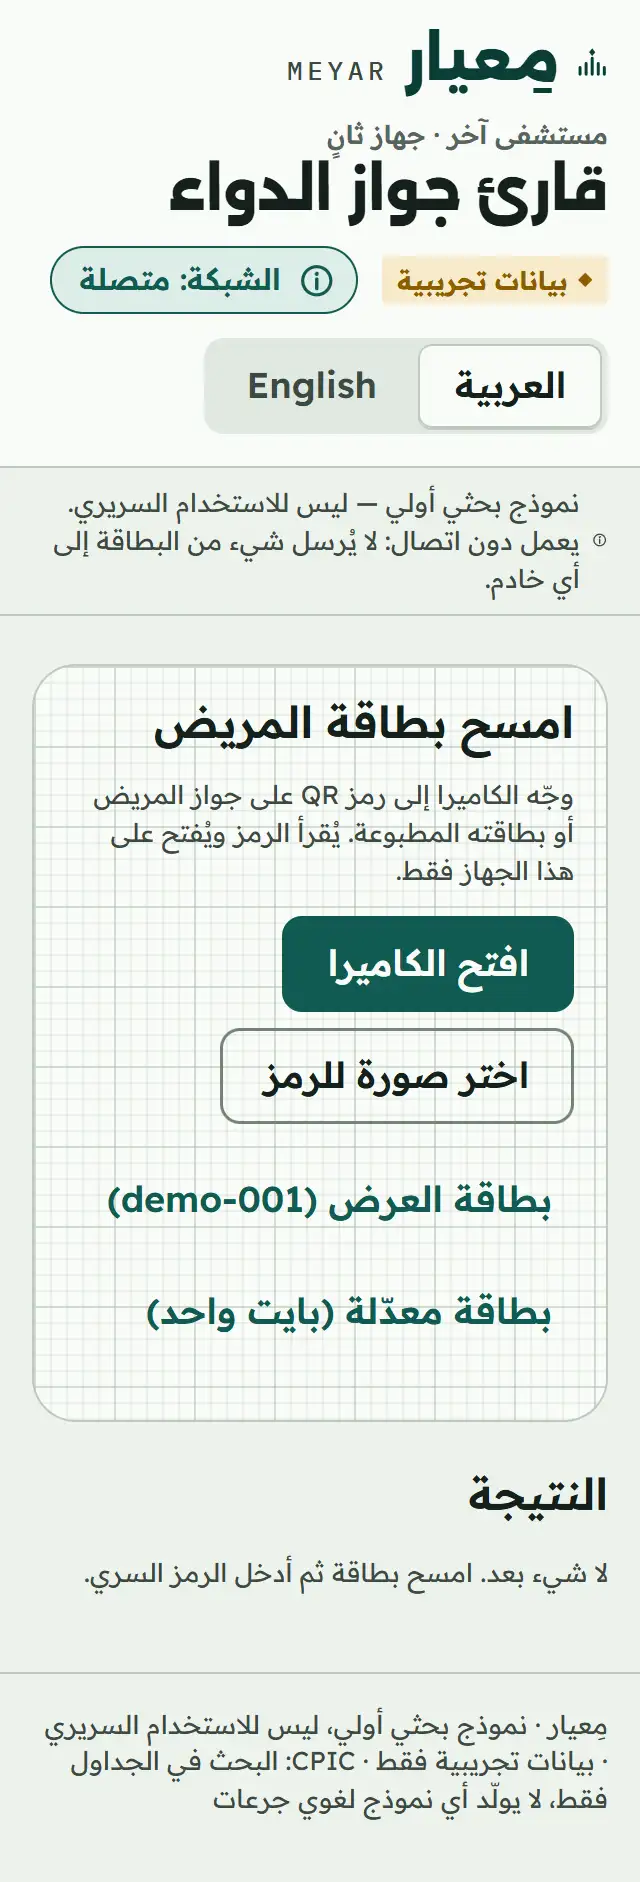 مِعيار MEYAR
مستشفى آخر · جهاز ثانٍ
قارئ جواز الدواء
بيانات تجريبية
الشبكة: متصلة
العربية
English
نموذج بحثي أولي — ليس للاستخدام السريري.
يعمل دون اتصال: لا يُرسل شيء من البطاقة إلى
أي خادم.
امسح بطاقة المريض
وجّه الكاميرا إلى رمز QR على جواز المريض
أو بطاقته المطبوعة. يُقرأ الرمز ويُفتح على
هذا الجهاز فقط.
افتح الكاميرا
اختر صورة للرمز
بطاقة العرض (demo-001)
بطاقة معدّلة (بايت واحد)
النتيجة
لا شيء بعد. امسح بطاقة ثم أدخل الرمز السري.
مِعيار · نموذج بحثي أولي، ليس للاستخدام السريري
· بيانات تجريبية فقط · CPIC: البحث في الجداول
فقط، لا يولّد أي نموذج لغوي جرعات